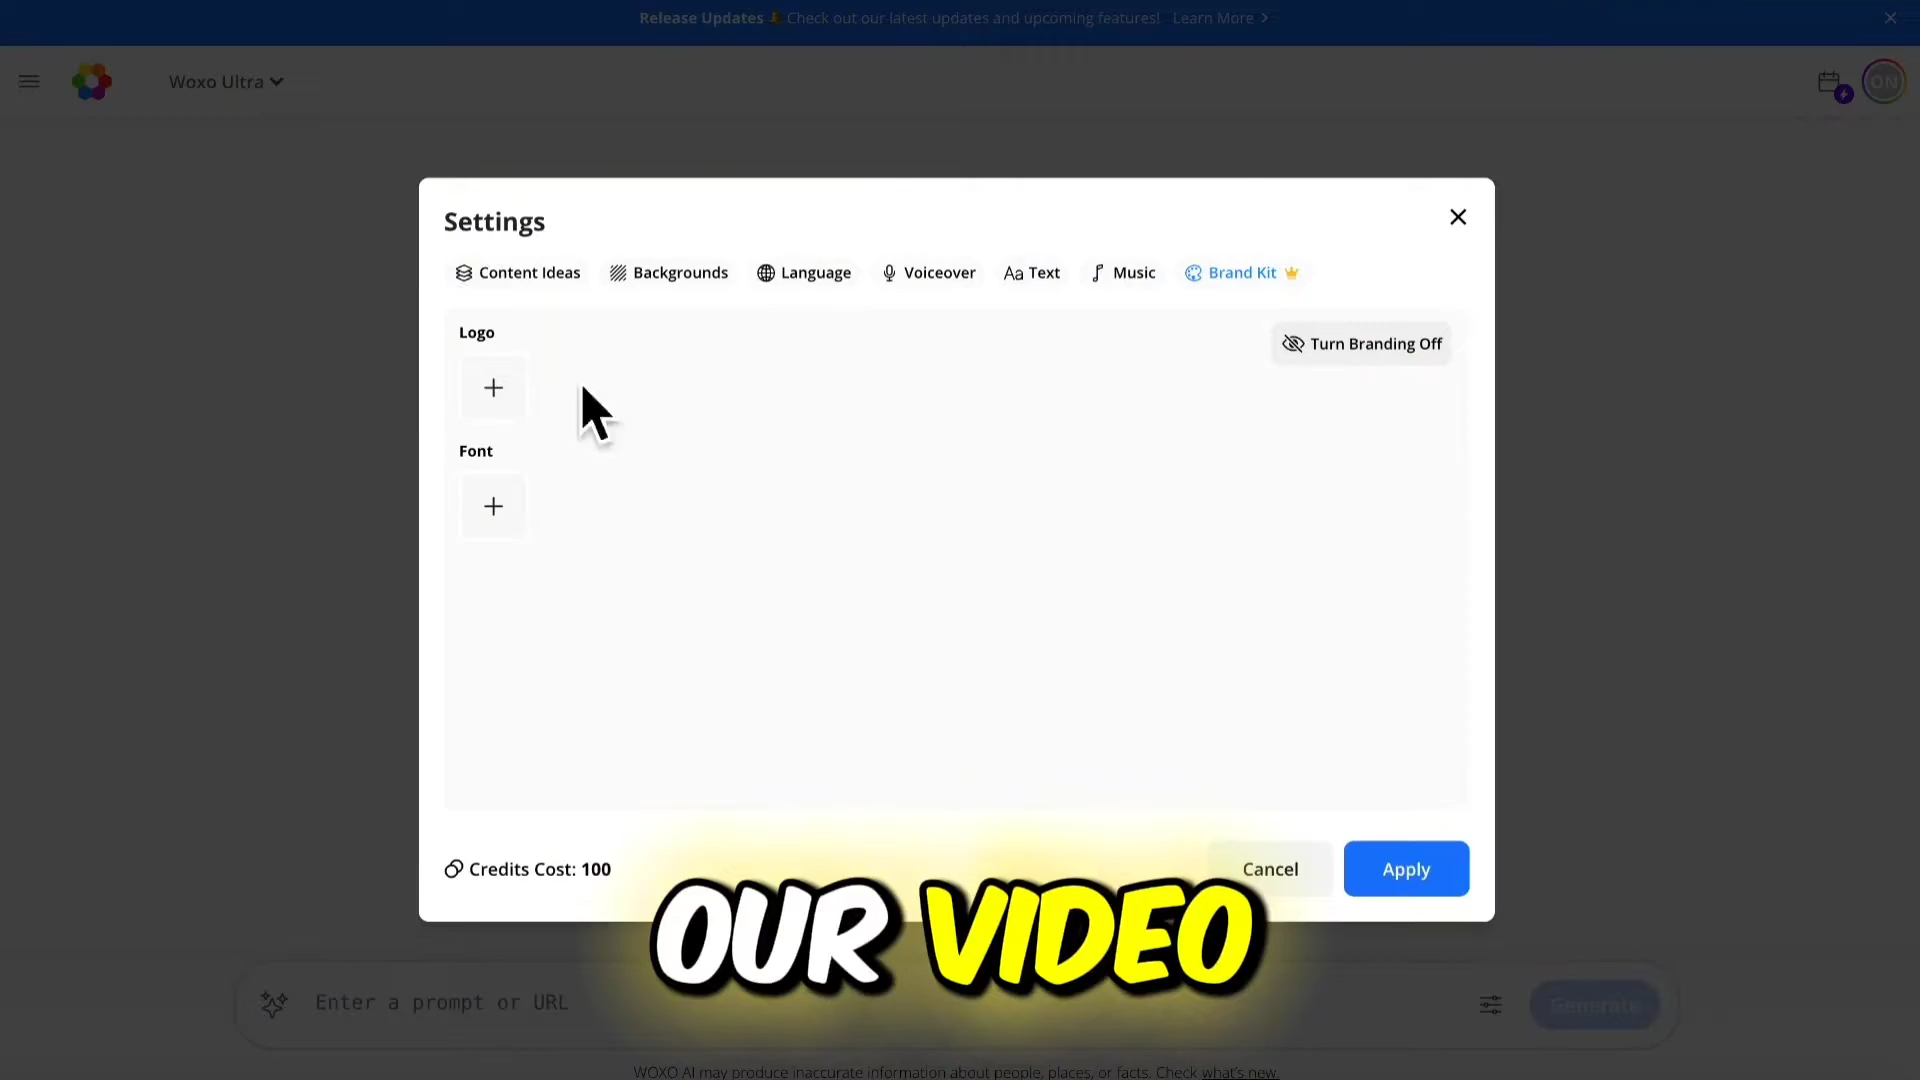 Release Updates Check out our latest updates and upcoming features! Learn More >
Woxo Ultra
ON
Settings
Content Ideas Backgrounds Language Voiceover Aa Text Music Brand Kit
Logo
Turn Branding Off
+
Font
+
Credits Cost: 100
Cancel
Apply
OUR VIDEO
Enter a prompt or URL
Generate
WOXO AI may produce inaccurate information about people, places, or facts. Check what's new.